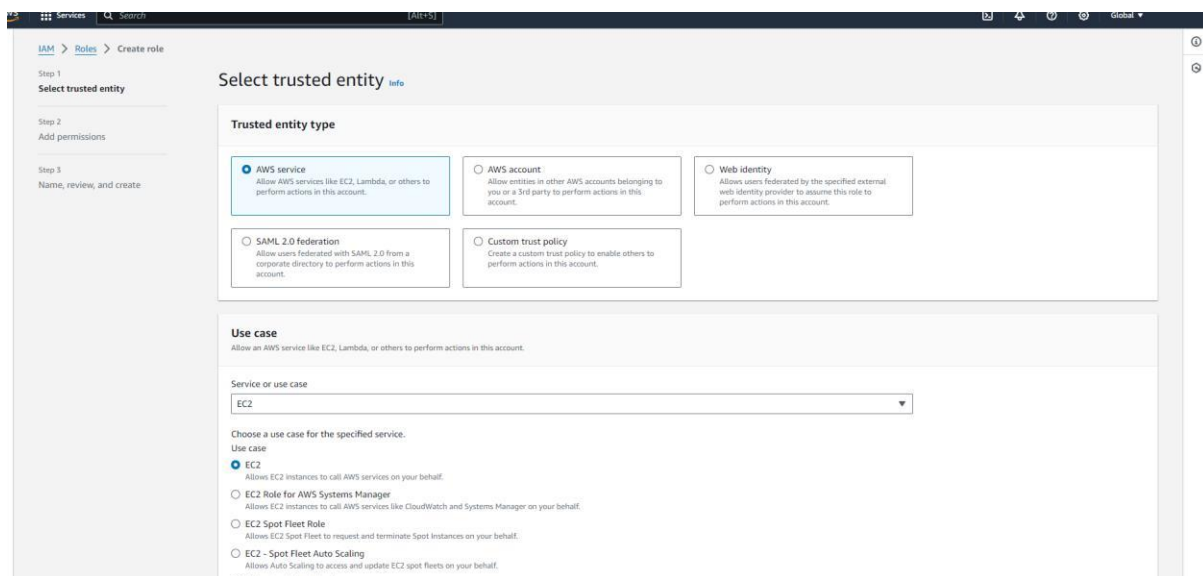 Services
Search
[Alt+S]
Global
IAM > Roles > Create role
Step 1
Select trusted entity
Step 2
Add permissions
Step 3
Name, review, and create
Select trusted entity Info
Trusted entity type
AWS service
Allow AWS services like EC2, Lambda, or others to
perform actions in this account.
AWS account
Allow entities in other AWS accounts belonging to
you or a 3rd party to perform actions in this
account.
Web identity
Allows users federated by the specified external
web identity provider to assume this role to
perform actions in this account.
SAML 2.0 federation
Allow users federated with SAML 2.0 from a
corporate directory to perform actions in this
account.
Custom trust policy
Create a custom trust policy to enable others to
perform actions in this account.
Use case
Allow an AWS service like EC2, Lambda, or others to perform actions in this account.
Service or use case
EC2
Choose a use case for the specified service.
Use case
EC2
Allows EC2 instances to call AWS services on your behalf.
EC2 Role for AWS Systems Manager
Allows EC2 instances to call AWS services like CloudWatch and Systems Manager on your behalf.
EC2 Spot Fleet Role
Allows EC2 Spot Fleet to request and terminate Spot Instances on your behalf.
EC2 - Spot Fleet Auto Scaling
Allows Auto Scaling to access and update EC2 spot fleets on your behalf.